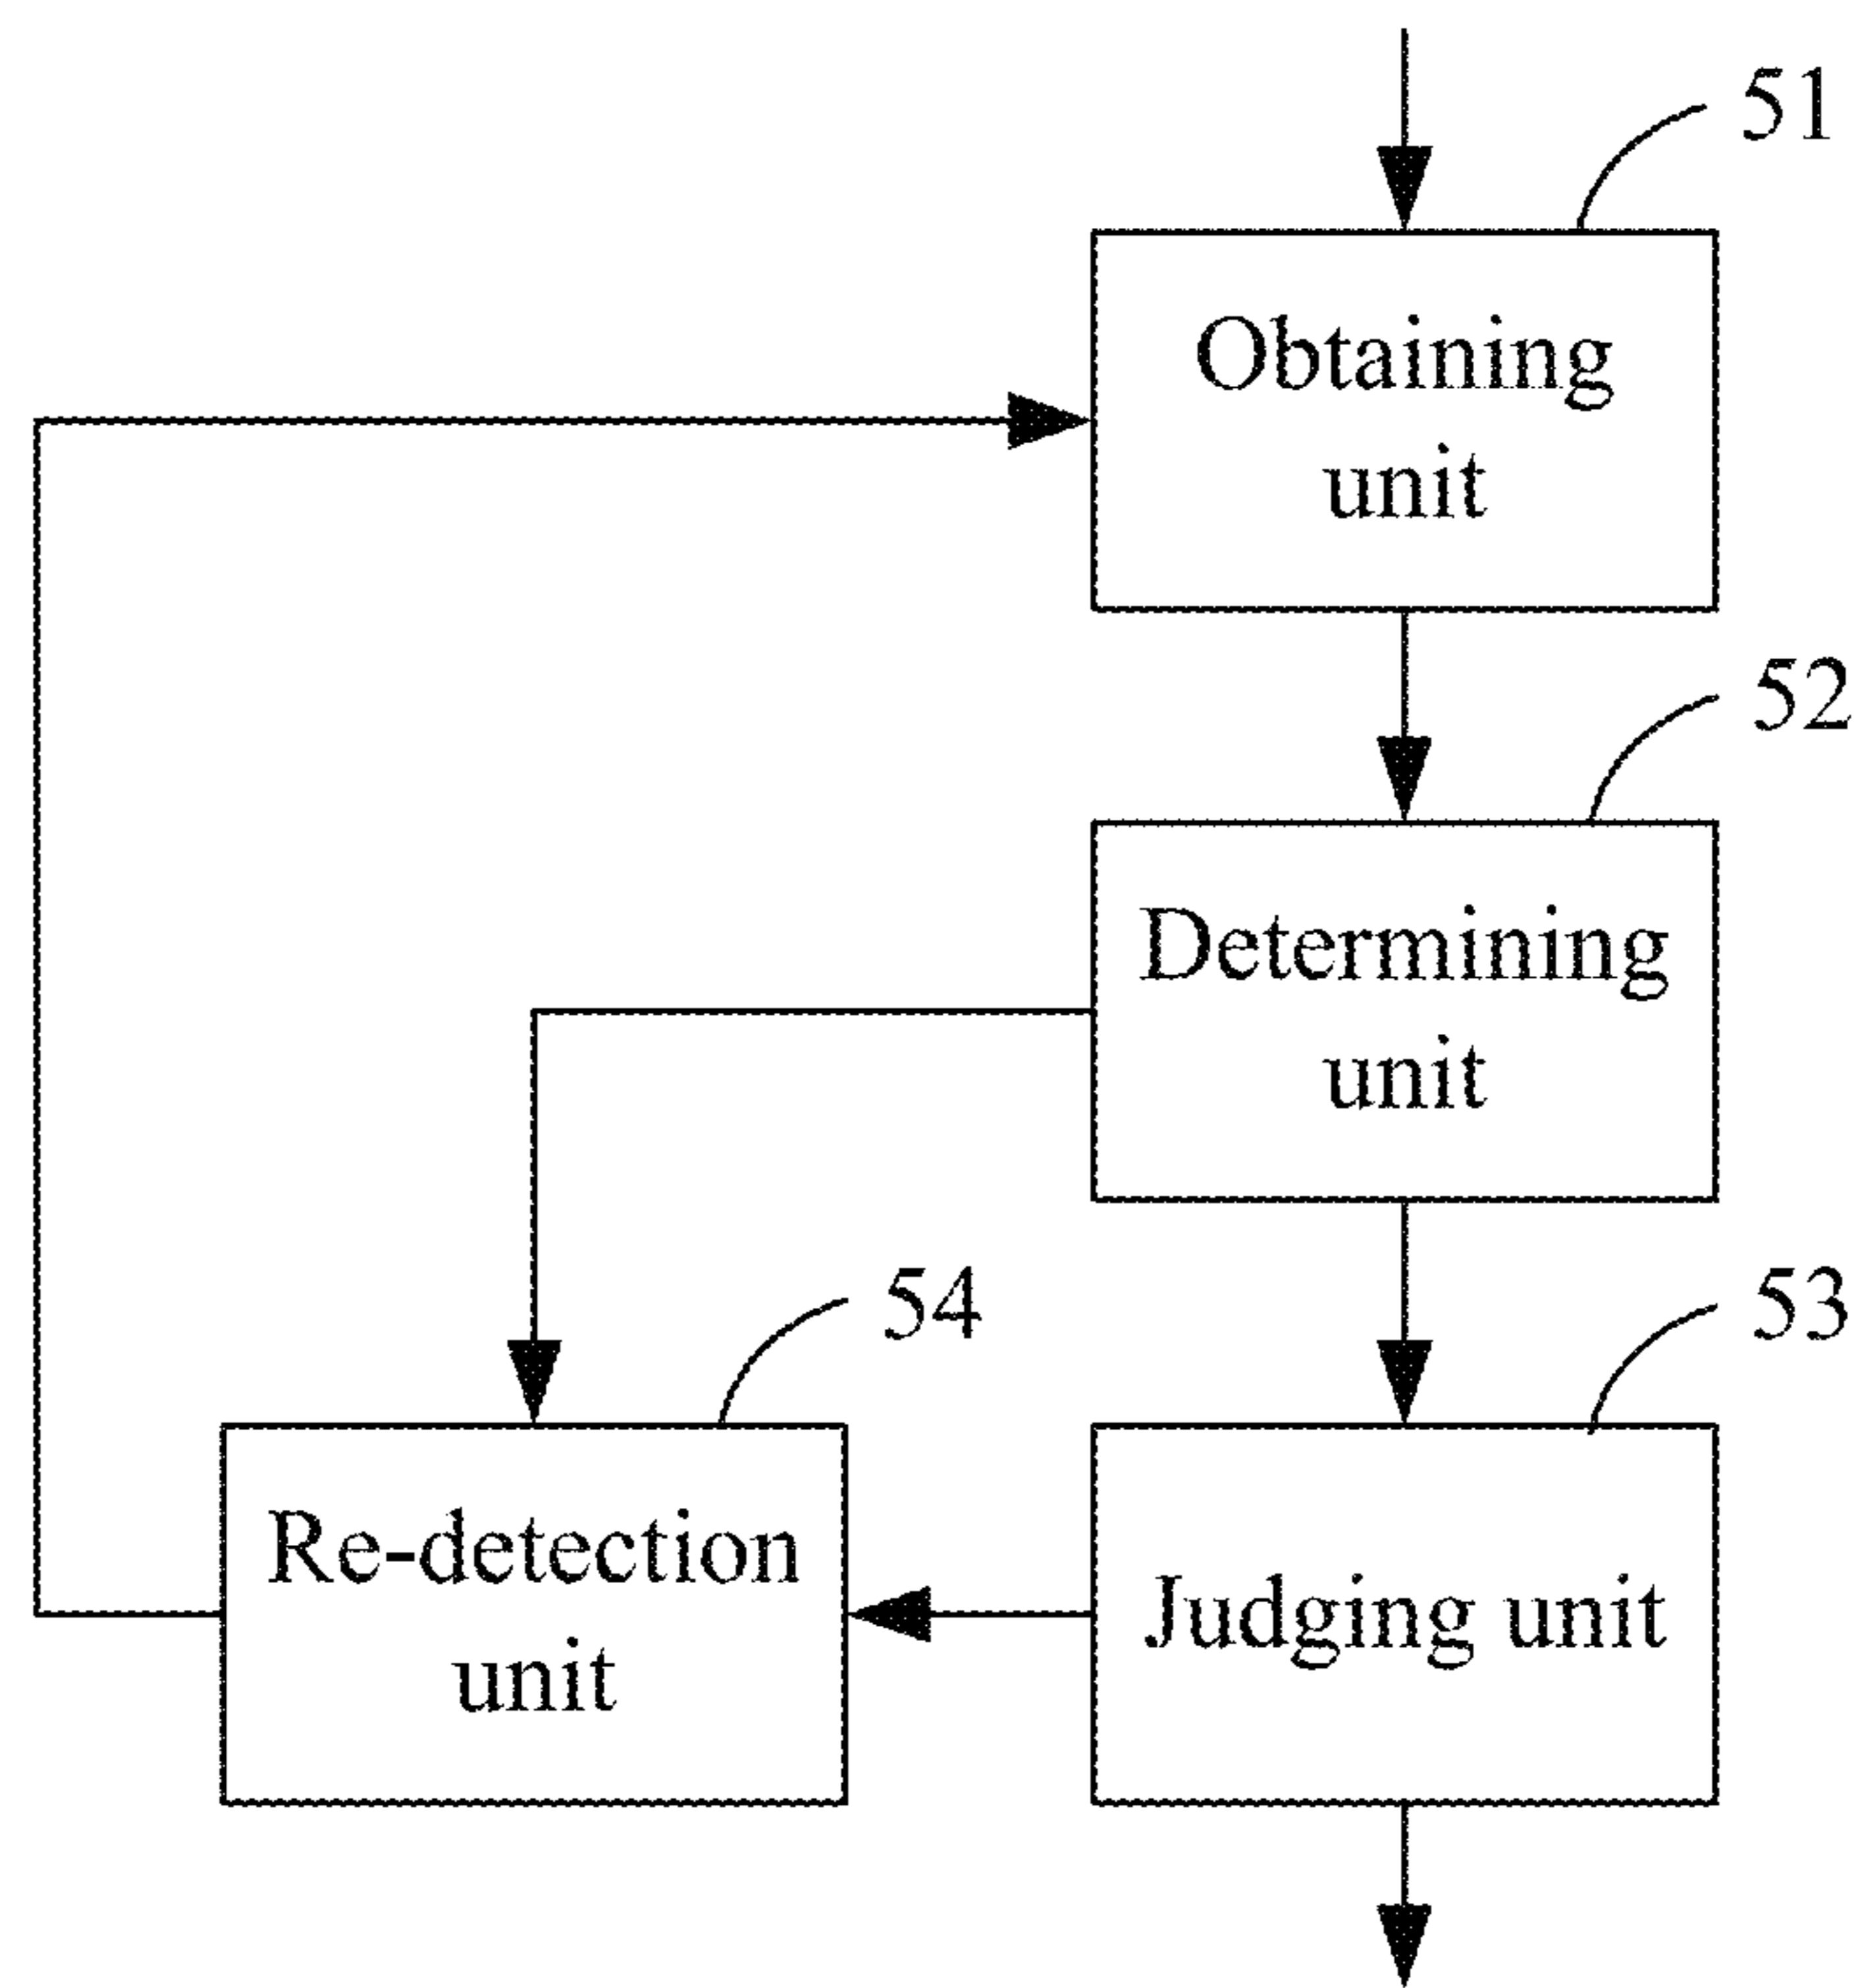 51
Obtaining
unit
52
Determining
unit
54
53
Re-detection
unit
Judging unit